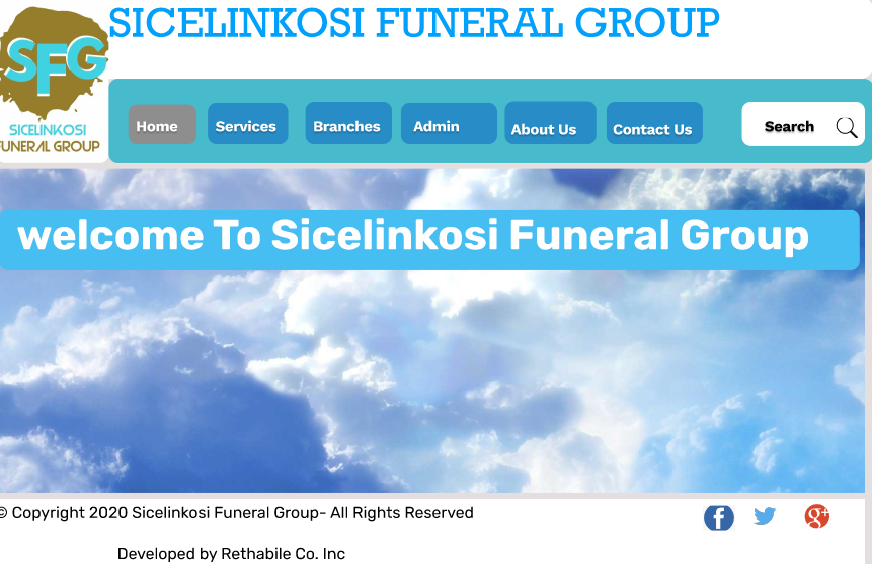 SICELINKOSI FUNERAL GROUP
SFG
SICELINKOSI
FUNERAL GROUP
Home Services Branches Admin About Us Contact Us Search
welcome To Sicelinkosi Funeral Group
© Copyright 2020 Sicelinkosi Funeral Group- All Rights Reserved
f g+
Developed by Rethabile Co. Inc